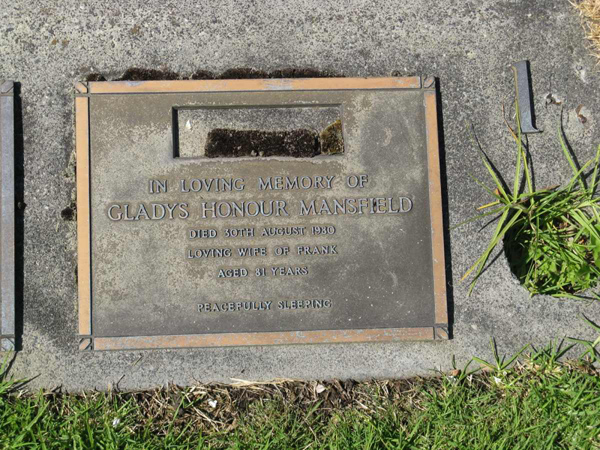 IN LOVING MEMORY OF
GLADYS HONOUR MANSFIELD
DIED 30TH AUGUST 1980
LOVING WIFE OF FRANK
AGED 81 YEARS
PEACEFULLY SLEEPING